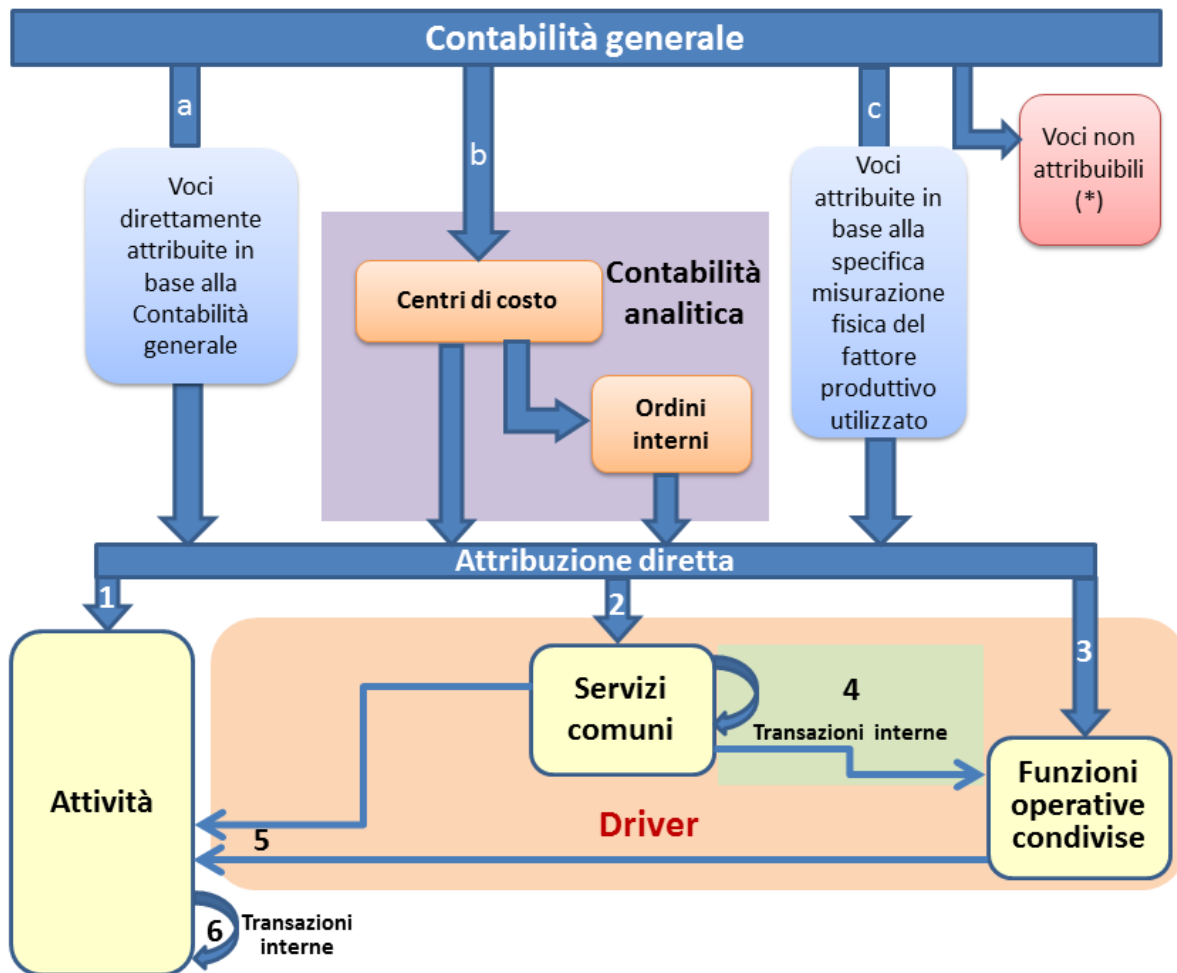 Contabilità generale
a
b
c
Voci
direttamente
attribuite in
base alla
Contabilità
generale
Centri di costo
Contabilità
analitica
Ordini
interni
Voci
attribuite in
base alla
specifica
misurazione
fisica del
fattore
produttivo
utilizzato
Voci non
attribuibili
(*)
Attribuzione diretta
1
2
3
Attività
Servizi
comuni
4
Transazioni interne
Funzioni
operative
condivise
Driver
5
6
Transazioni
interne